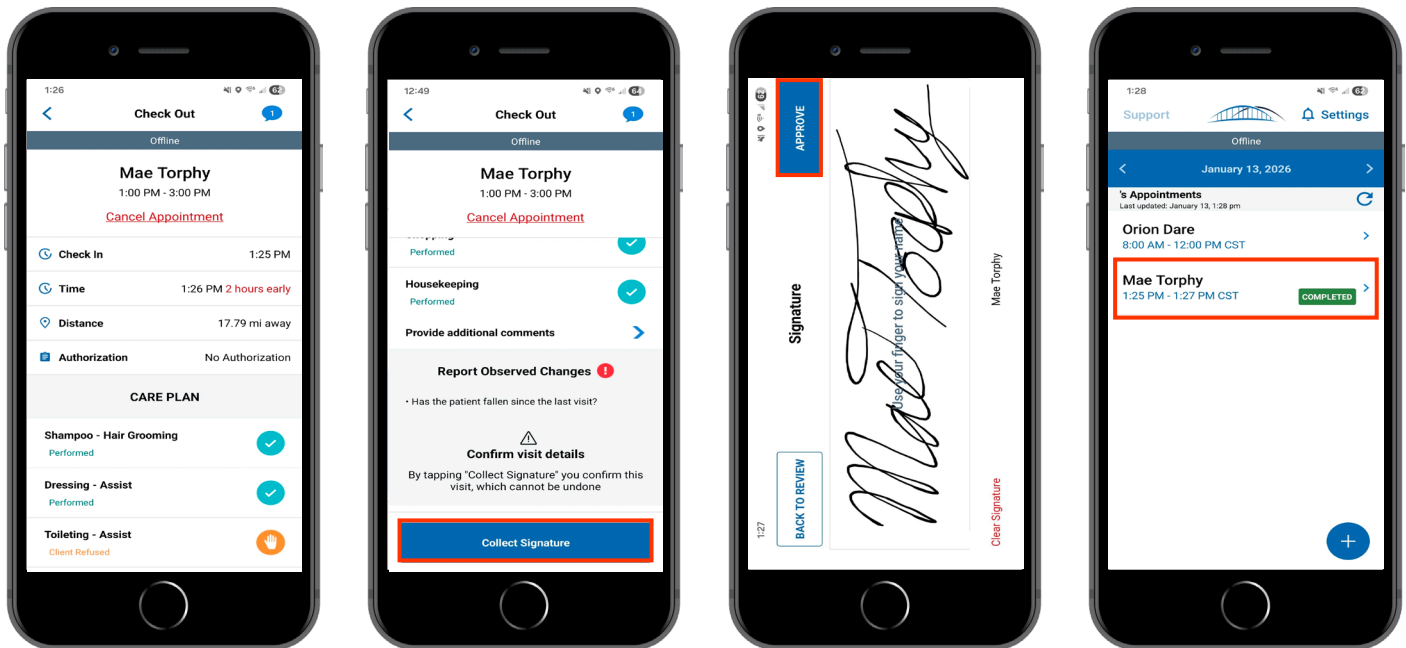 1:26
62
Check Out
1
Offline
Mae Torphy
1:00 PM - 3:00 PM
Cancel Appointment
Check In 1:25 PM
Time 1:26 PM 2 hours early
Distance 17.79 mi away
Authorization No Authorization
CARE PLAN
Shampoo - Hair Grooming
Performed
Dressing - Assist
Performed
Toileting - Assist
Client Refused
12:49
64
Check Out
1
Offline
Mae Torphy
1:00 PM - 3:00 PM
Cancel Appointment
Performed
Housekeeping
Performed
Provide additional comments
Report Observed Changes !
• Has the patient fallen since the last visit?
Confirm visit details
By tapping "Collect Signature" you confirm this
visit, which cannot be undone
Collect Signature
1:27
BACK TO REVIEW
Signature
APPROVE
Use your finger to sign your name
Mae Torphy
Clear Signature
Mae Torphy
1:28
62
Support
Settings
Offline
January 13, 2026
's Appointments
Last updated: January 13, 1:28 pm
Orion Dare
8:00 AM - 12:00 PM CST
Mae Torphy
1:25 PM - 1:27 PM CST
COMPLETED
+